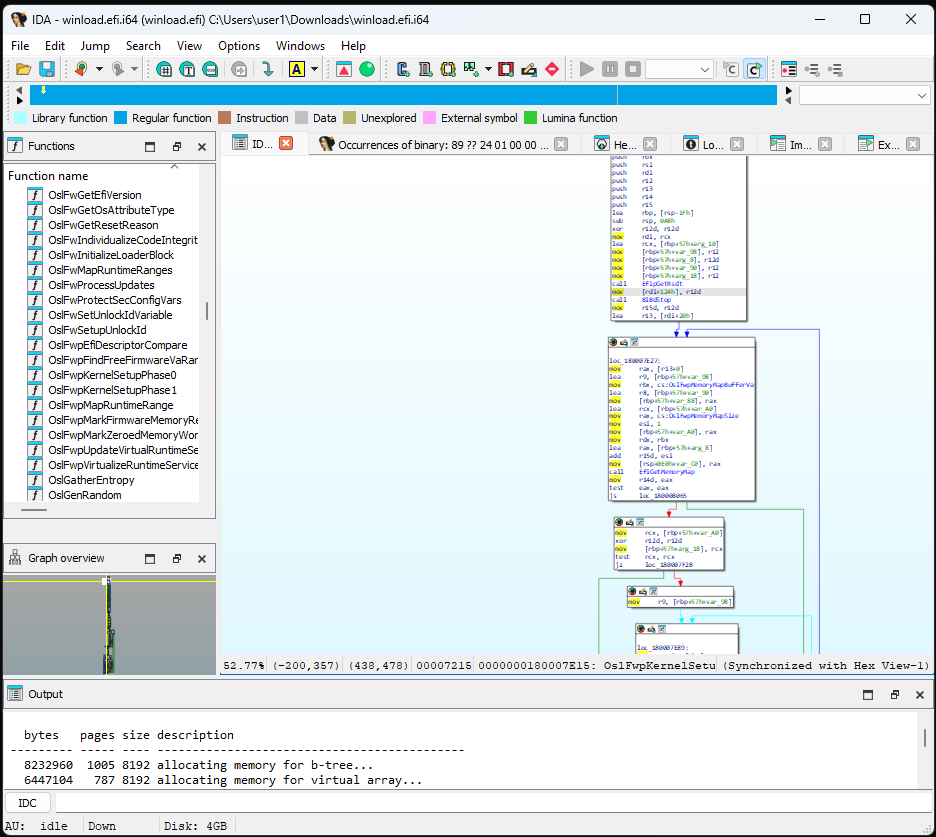 IDA - winload.efi.i64 (winload.efi) C:\Users\user1\Downloads\winload.efi.i64
File Edit Jump Search View Options Windows Help
Library function Regular function Instruction Data Unexplored External symbol Lumina function
Functions
ID... Occurrences of binary: 89 ?? 24 01 00 00 ... He... Lo... Im... Ex...
Function name
OslFwGetEfiVersion
OslFwGetOsAttributeType
OslFwGetResetReason
OslFwIndividualizeCodeIntegrit
OslFwInitializeLoaderBlock
OslFwMapRuntimeRanges
OslFwProcessUpdates
OslFwProtectSecConfigVars
OslFwSetUnlockIdVariable
OslFwSetupUnlockId
OslFwpEfiDescriptorCompare
OslFwpFindFreeFirmwareVaRar
OslFwpKernelSetupPhase0
OslFwpKernelSetupPhase1
OslFwpMapRuntimeRange
OslFwpMarkFirmwareMemoryRe
OslFwpMarkZeroedMemoryWor
OslFwpUpdateVirtualRuntimeSe
OslFwpVirtualizeRuntimeService
OslGatherEntropy
OslGenRandom
push rbx
push rsi
push rdi
push r12
push r13
push r14
push r15
lea rbp, [rsp-1Fh]
sub rsp, 0A8h
xor r12d, r12d
mov rdi, rcx
lea rcx, [rbp+57h+arg_10]
mov [rbp+57h+var_98], r12
mov [rbp+57h+arg_8], r12d
mov [rbp+57h+var_90], r12
mov [rbp+57h+arg_18], r12
call EfipGetRsdt
mov [rdi+124h], r12d
call BlBdStop
mov r15d, r12d
lea r13, [rdi+20h]
loc_180007E27:
mov rax, [r13+0]
lea r9, [rbp+57h+var_98]
mov rbx, cs:OslFwpMemoryMapBufferVa
lea r8, [rbp+57h+var_90]
mov [rbp+57h+var_88], rax
lea rcx, [rbp+57h+var_A0]
mov rax, cs:OslFwpMemoryMapSize
mov esi, 1
mov [rbp+57h+var_A0], rax
mov rdx, rbx
lea rax, [rbp+57h+arg_8]
add r15d, esi
mov [rsp+0E0h+var_C0], rax
call EfiGetMemoryMap
mov r14d, eax
test eax, eax
js loc_180008065
mov rcx, [rbp+57h+var_A0]
xor r12d, r12d
mov [rbp+57h+arg_18], rcx
test rcx, rcx
jz loc_180007F2B
mov r9, [rbp+57h+var_98]
loc_180007E89:
Graph overview
52.77% (-200,357) (438,478) 00007215 0000000180007E15: OslFwpKernelSetu (Synchronized with Hex View-1)
Output
bytes pages size description
--------- ----- ---- --------------------------------------------
8232960 1005 8192 allocating memory for b-tree...
6447104 787 8192 allocating memory for virtual array...
IDC
AU: idle Down Disk: 4GB